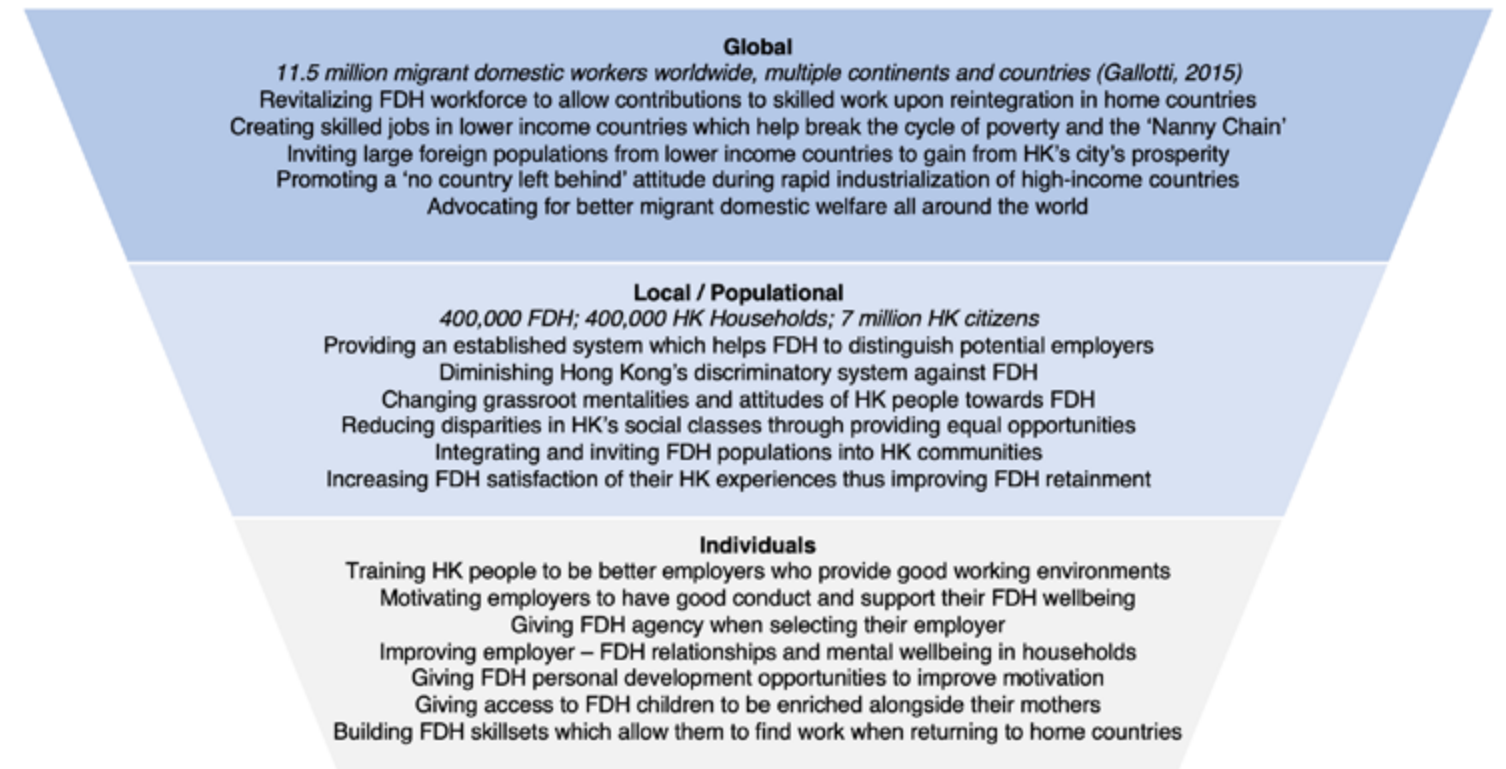 Global
11.5 million migrant domestic workers worldwide, multiple continents and countries (Gallotti, 2015)
Revitalizing FDH workforce to allow contributions to skilled work upon reintegration in home countries
Creating skilled jobs in lower income countries which help break the cycle of poverty and the ‘Nanny Chain’
Inviting large foreign populations from lower income countries to gain from HK’s city’s prosperity
Promoting a ‘no country left behind’ attitude during rapid industrialization of high-income countries
Advocating for better migrant domestic welfare all around the world
Local / Populational
400,000 FDH; 400,000 HK Households; 7 million HK citizens
Providing an established system which helps FDH to distinguish potential employers
Diminishing Hong Kong’s discriminatory system against FDH
Changing grassroot mentalities and attitudes of HK people towards FDH
Reducing disparities in HK’s social classes through providing equal opportunities
Integrating and inviting FDH populations into HK communities
Increasing FDH satisfaction of their HK experiences thus improving FDH retainment
Individuals
Training HK people to be better employers who provide good working environments
Motivating employers to have good conduct and support their FDH wellbeing
Giving FDH agency when selecting their employer
Improving employer – FDH relationships and mental wellbeing in households
Giving FDH personal development opportunities to improve motivation
Giving access to FDH children to be enriched alongside their mothers
Building FDH skillsets which allow them to find work when returning to home countries